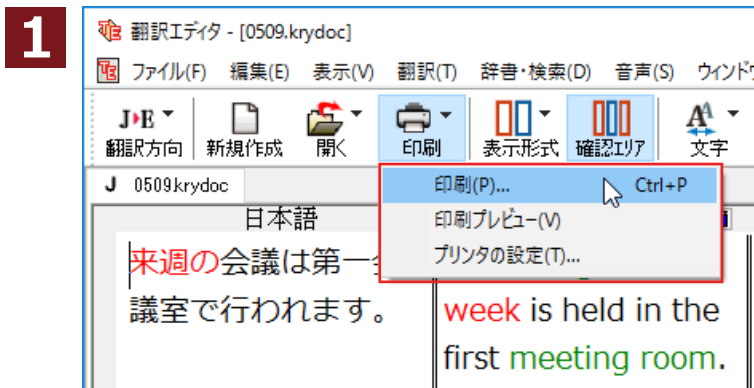 1
翻訳エディタ - [0509.krydoc]
ファイル(F) 編集(E) 表示(V) 翻訳(T) 辞書・検索(D) 音声(S) ウィンドウ
J▸E
翻訳方向 新規作成 開く 印刷 表示形式 確認エリア 文字
J 0509.krydoc
印刷(P)... Ctrl+P
印刷プレビュー(V)
プリンタの設定(T)...
日本語
来週の会議は第一会
議室で行われます。
week is held in the
first meeting room.